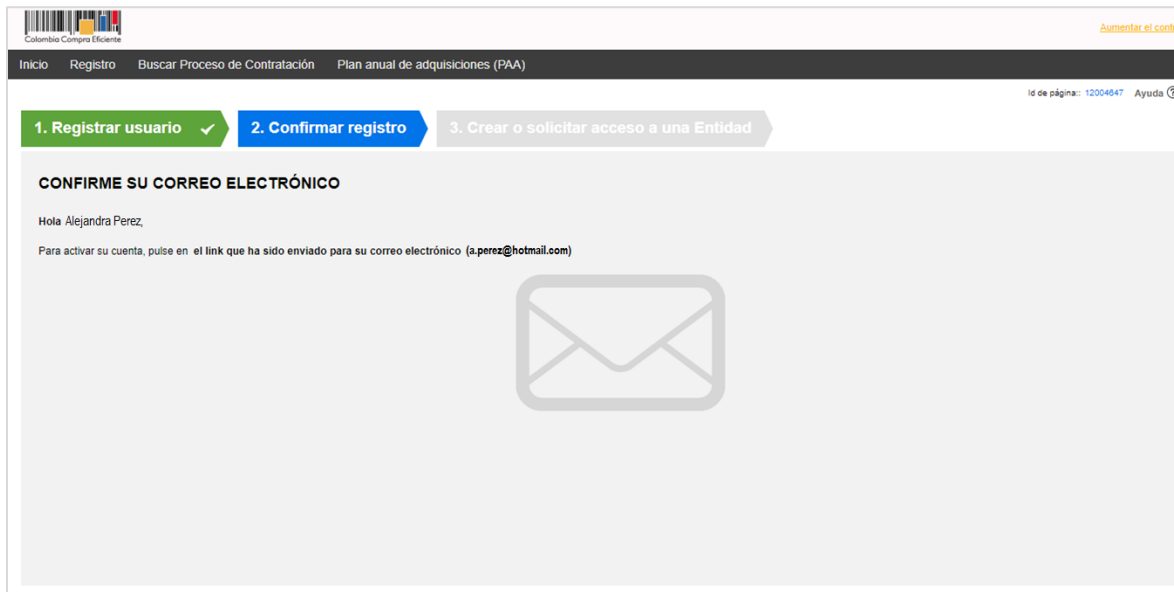 Colombia Compra Eficiente
Aumentar el
Inicio Registro Buscar Proceso de Contratación Plan anual de adquisiciones (PAA)
Id de página:: 12004647 Ayuda
1. Registrar usuario 2. Confirmar registro 3. Crear o solicitar acceso a una Entidad
CONFIRME SU CORREO ELECTRÓNICO
Hola Alejandra Perez,
Para activar su cuenta, pulse en el link que ha sido enviado para su correo electrónico (a.perez@hotmail.com)